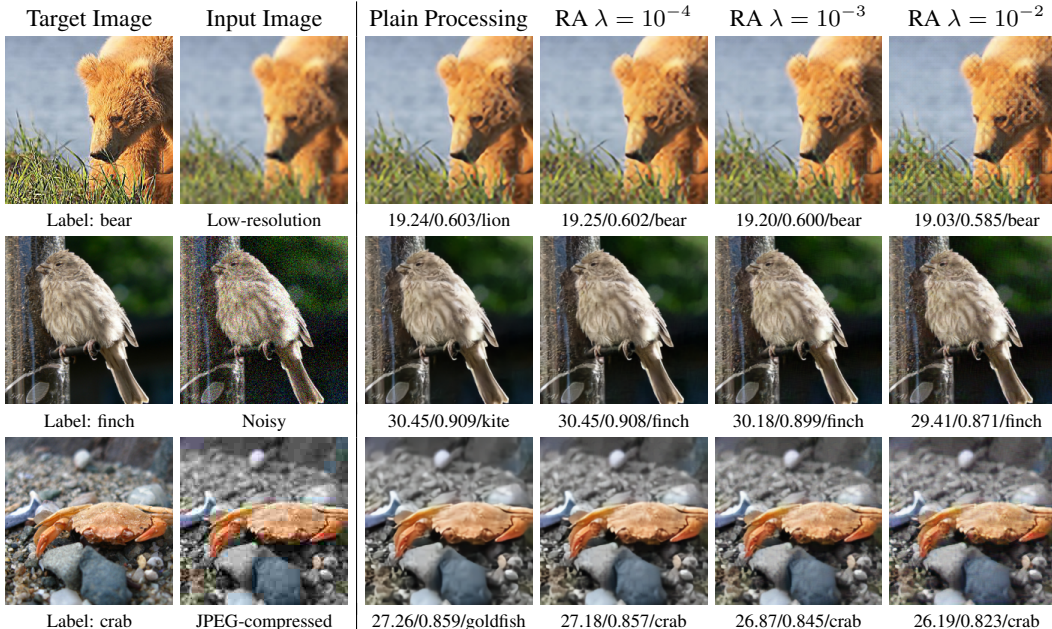 Target Image Input Image Plain Processing RA λ = 10⁻⁴ RA λ = 10⁻³ RA λ = 10⁻²
Label: bear Low-resolution 19.24/0.603/lion 19.25/0.602/bear 19.20/0.600/bear 19.03/0.585/bear
Label: finch Noisy 30.45/0.909/kite 30.45/0.908/finch 30.18/0.899/finch 29.41/0.871/finch
Label: crab JPEG-compressed 27.26/0.859/goldfish 27.18/0.857/crab 26.87/0.845/crab 26.19/0.823/crab